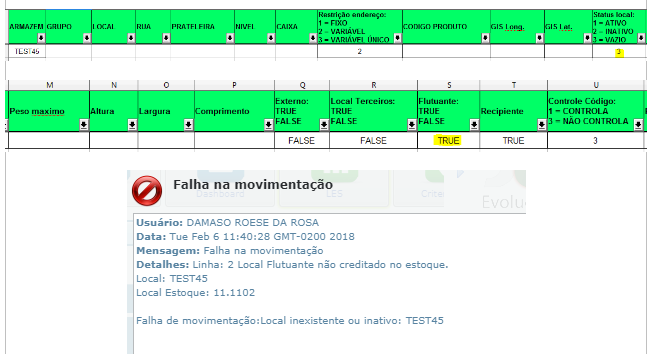 ARMAZEM GRUPO LOCAL RUA PRATELEIRA NIVEL CAIXA Restrição endereço: 1 = FIXO 2 = VARIÁVEL 3 = VARIÁVEL ÚNICO CODIGO PRODUTO GIS Long. GIS Lat. Status local: 1 = ATIVO 2 = INATIVO 3 = VAZIO
TEST45 2 3
M N O P Q R S T U
Peso maximo Altura Largura Comprimento Externo: TRUE FALSE Local Terceiros: TRUE FALSE Flutuante: TRUE FALSE Recipiente Controle Código: 1 = CONTROLA 3 = NÃO CONTROLA
FALSE FALSE TRUE TRUE 3
Falha na movimentação
Dashboard LES Evolu
Usuário: DAMASO ROESE DA ROSA
Data: Tue Feb 6 11:40:28 GMT-0200 2018
Mensagem: Falha na movimentação
Detalhes: Linha: 2 Local Flutuante não creditado no estoque.
Local: TEST45
Local Estoque: 11.1102
Falha de movimentação:Local inexistente ou inativo: TEST45